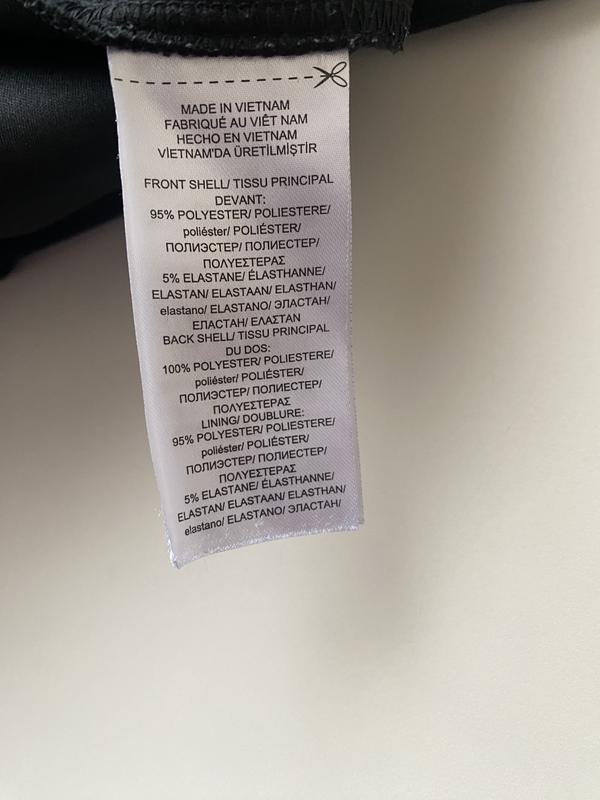 MADE IN VIETNAM
FABRIQUÉ AU VIÊT NAM
HECHO EN VIETNAM
VİETNAM'DA ÜRETİLMİŞTİR
FRONT SHELL/ TISSU PRINCIPAL
DEVANT:
95% POLYESTER/ POLIESTERE/
poliéster/ POLIÉSTER/
ПОЛИЭСТЕР/ ПОЛИЕСТЕР/
ΠΟΛΥΕΣΤΕΡΑΣ
5% ELASTANE/ ÉLASTHANNE/
ELASTAN/ ELASTAAN/ ELASTHAN/
elastano/ ELASTANO/ ЭЛАСТАН/
ЕЛАСТАН/ ΕΛΑΣΤΑΝ
BACK SHELL/ TISSU PRINCIPAL
DU DOS:
100% POLYESTER/ POLIESTERE/
poliéster/ POLIÉSTER/
ПОЛИЭСТЕР/ ПОЛИЕСТЕР/
ΠΟΛΥΕΣΤΕΡΑΣ
LINING/ DOUBLURE:
95% POLYESTER/ POLIESTERE/
poliéster/ POLIÉSTER/
ПОЛИЭСТЕР/ ПОЛИЕСТЕР/
ΠΟΛΥΕΣΤΕΡΑΣ
5% ELASTANE/ ÉLASTHANNE/
ELASTAN/ ELASTAAN/ ELASTHAN/
elastano/ ELASTANO/ ЭЛАСТАН/